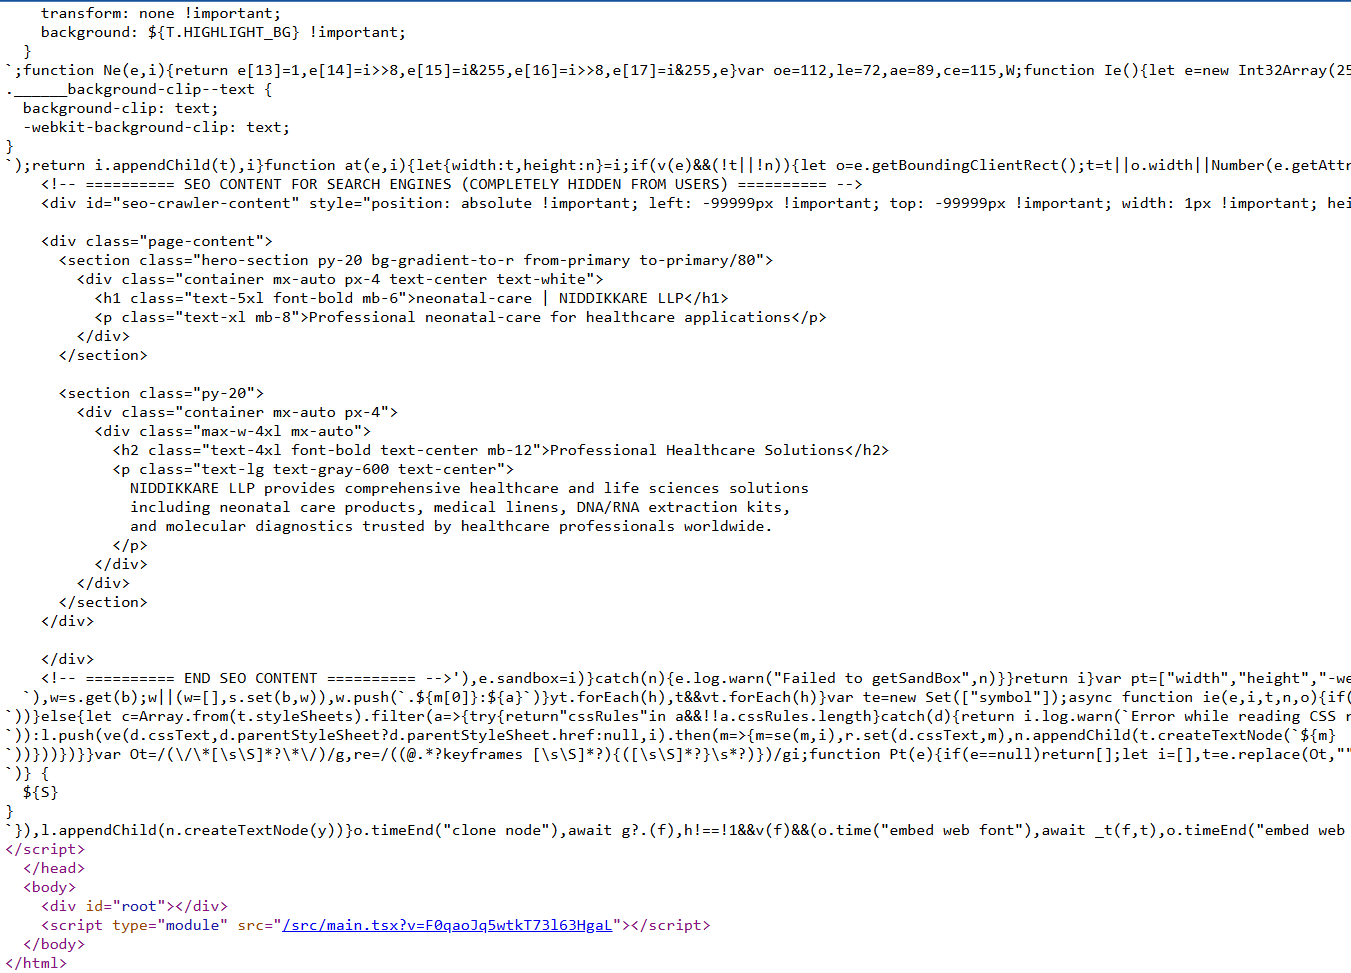 transform: none !important;
background: ${T.HIGHLIGHT_BG} !important;
}
`;function Ne(e,i){return e[13]=1,e[14]=i>>8,e[15]=i&255,e[16]=i>>8,e[17]=i&255,e}var oe=112,le=72,ae=89,ce=115,W;function Ie(){let e=new Int32Array(25
.______background-clip--text {
background-clip: text;
-webkit-background-clip: text;
}
`);return i.appendChild(t),i}function at(e,i){let{width:t,height:n}=i;if(v(e)&&(!t||!n)){let o=e.getBoundingClientRect();t=t||o.width||Number(e.getAttr
<!-- ========== SEO CONTENT FOR SEARCH ENGINES (COMPLETELY HIDDEN FROM USERS) ========== -->
<div id="seo-crawler-content" style="position: absolute !important; left: -99999px !important; top: -99999px !important; width: 1px !important; hei
<div class="page-content">
<section class="hero-section py-20 bg-gradient-to-r from-primary to-primary/80">
<div class="container mx-auto px-4 text-center text-white">
<h1 class="text-5xl font-bold mb-6">neonatal-care | NIDDIKKARE LLP</h1>
<p class="text-xl mb-8">Professional neonatal-care for healthcare applications</p>
</div>
</section>
<section class="py-20">
<div class="container mx-auto px-4">
<div class="max-w-4xl mx-auto">
<h2 class="text-4xl font-bold text-center mb-12">Professional Healthcare Solutions</h2>
<p class="text-lg text-gray-600 text-center">
NIDDIKKARE LLP provides comprehensive healthcare and life sciences solutions
including neonatal care products, medical linens, DNA/RNA extraction kits,
and molecular diagnostics trusted by healthcare professionals worldwide.
</p>
</div>
</div>
</section>
</div>
</div>
<!-- ========== END SEO CONTENT ========== -->'),e.sandbox=i)}catch(n){e.log.warn("Failed to getSandBox",n)}}return i}var pt=["width","height","-we
`),w=s.get(b);w||(w=[],s.set(b,w)),w.push(`.${m[0]}:${a}`)}yt.forEach(h),t&&vt.forEach(h)}var te=new Set(["symbol"]);async function ie(e,i,t,n,o){if(
`))}else{let c=Array.from(t.styleSheets).filter(a=>{try{return"cssRules"in a&&!!a.cssRules.length}catch(d){return i.log.warn(`Error while reading CSS r
`)):l.push(ve(d.cssText,d.parentStyleSheet?d.parentStyleSheet.href:null,i).then(m=>{m=se(m,i),r.set(d.cssText,m),n.appendChild(t.createTextNode(`${m}
`))}))})})}}var Ot=/(\/\*[\s\S]*?\*\/)/g,re=/((@.*?keyframes [\s\S]*?){([\s\S]*?}\s*?)})/gi;function Pt(e){if(e==null)return[];let i=[],t=e.replace(Ot,""
`)} {
${S}
}
`}),l.appendChild(n.createTextNode(y))}o.timeEnd("clone node"),await g?.(f),h!==!1&&v(f)&&(o.time("embed web font"),await _t(f,t),o.timeEnd("embed web
</script>
</head>
<body>
<div id="root"></div>
<script type="module" src="/src/main.tsx?v=F0qaoJq5wtkT73l63HgaL"></script>
</body>
</html>